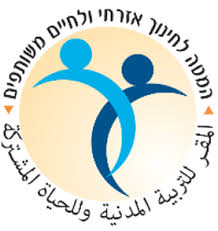 המטה לחינוך אזרחי ולחיים משותפים
المقر للتربية المدنية وللحياة المشتركة